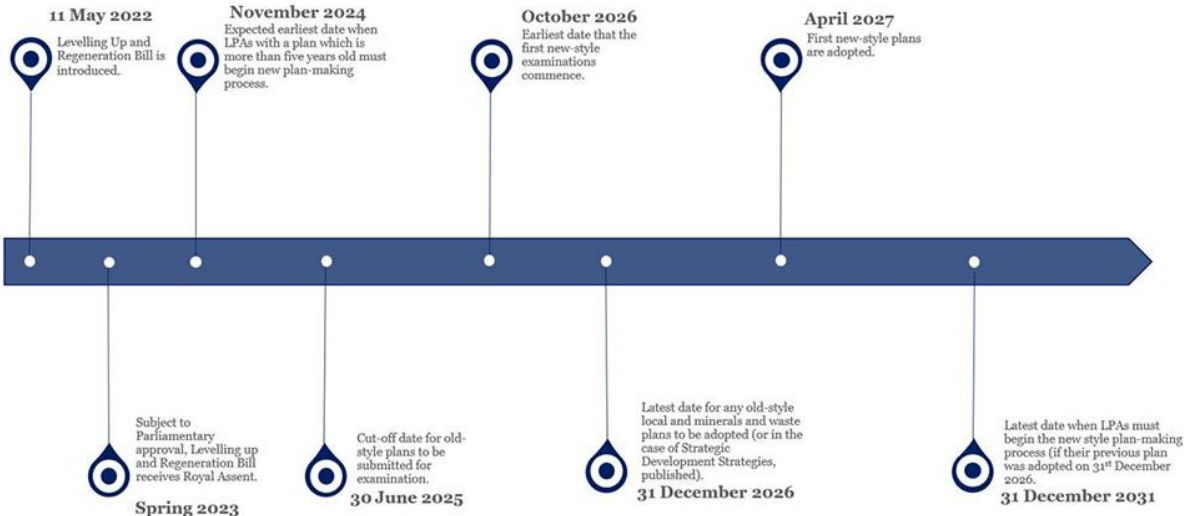 11 May 2022
Levelling Up and
Regeneration Bill is
introduced.
November 2024
Expected earliest date when
LPAs with a plan which is
more than five years old must
begin new plan-making
process.
October 2026
Earliest date that the
first new-style
examinations
commence.
April 2027
First new-style plans
are adopted.
Subject to
Parliamentary
approval, Levelling up
and Regeneration Bill
receives Royal Assent.
Spring 2023
Cut-off date for old-
style plans to be
submitted for
examination.
30 June 2025
Latest date for any old-style
local and minerals and waste
plans to be adopted (or in the
case of Strategic
Development Strategies,
published).
31 December 2026
Latest date when LPAs must
begin the new style plan-making
process (if their previous plan
was adopted on 31st December
2026.
31 December 2031